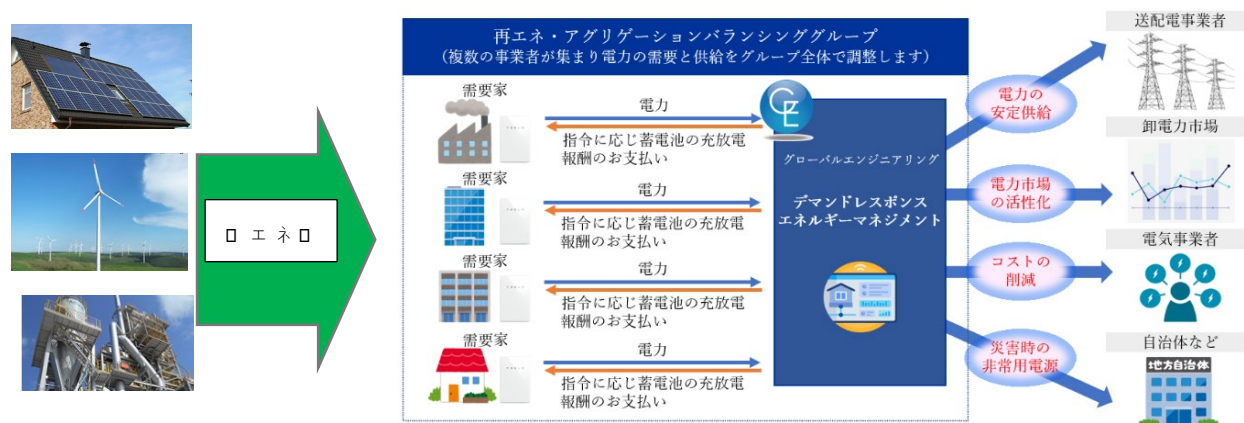 エネ
再エネ・アグリゲーションバランシンググループ
(複数の事業者が集まり電力の需要と供給をグループ全体で調整します)
需要家
電力
指令に応じ蓄電池の充放電
報酬のお支払い
需要家
電力
指令に応じ蓄電池の充放電
報酬のお支払い
需要家
電力
指令に応じ蓄電池の充放電
報酬のお支払い
需要家
電力
指令に応じ蓄電池の充放電
報酬のお支払い
GE
グローバルエンジニアリング
デマンドレスポンス
エネルギーマネジメント
電力の
安定供給
電力市場
の活性化
コストの
削減
災害時の
非常用電源
送配電事業者
卸電力市場
電気事業者
自治体など
地方自治体